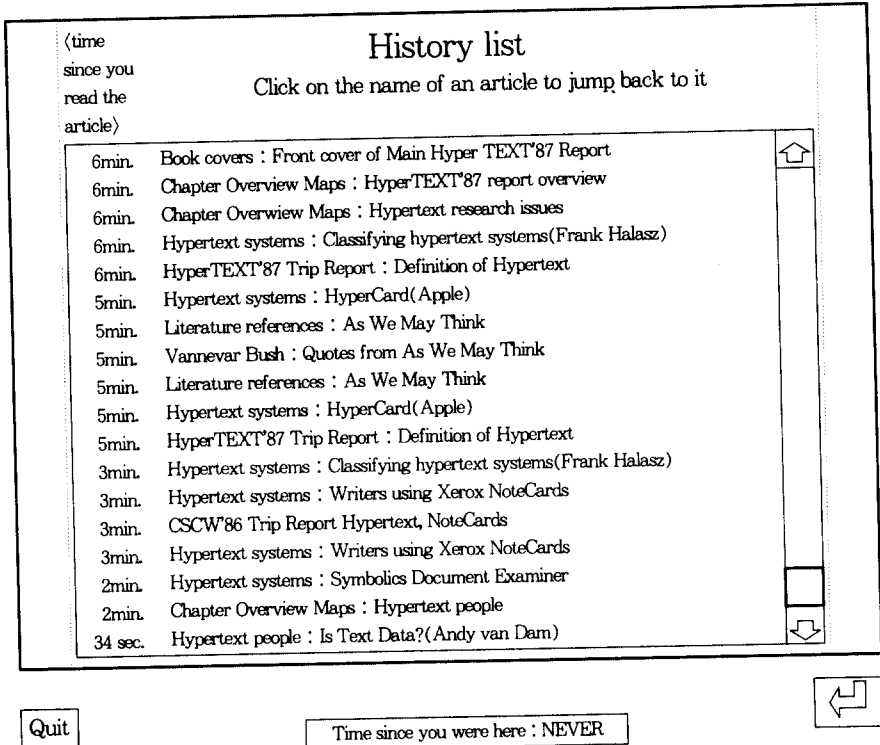 〈time
since you
read the
article〉
History list
Click on the name of an article to jump back to it
6min. Book covers : Front cover of Main Hyper TEXT'87 Report
6min. Chapter Overview Maps : HyperTEXT'87 report overview
6min. Chapter Overwiew Maps : Hypertext research issues
6min. Hypertext systems : Classifying hypertext systems(Frank Halasz)
6min. HyperTEXT'87 Trip Report : Definition of Hypertext
5min. Hypertext systems : HyperCard(Apple)
5min. Literature references : As We May Think
5min. Vannevar Bush : Quotes from As We May Think
5min. Literature references : As We May Think
5min. Hypertext systems : HyperCard(Apple)
5min. HyperTEXT'87 Trip Report : Definition of Hypertext
3min. Hypertext systems : Classifying hypertext systems(Frank Halasz)
3min. Hypertext systems : Writers using Xerox NoteCards
3min. CSCW'86 Trip Report Hypertext, NoteCards
3min. Hypertext systems : Writers using Xerox NoteCards
2min. Hypertext systems : Symbolics Document Examiner
2min. Chapter Overview Maps : Hypertext people
34 sec. Hypertext people : Is Text Data?(Andy van Dam)
Quit
Time since you were here : NEVER